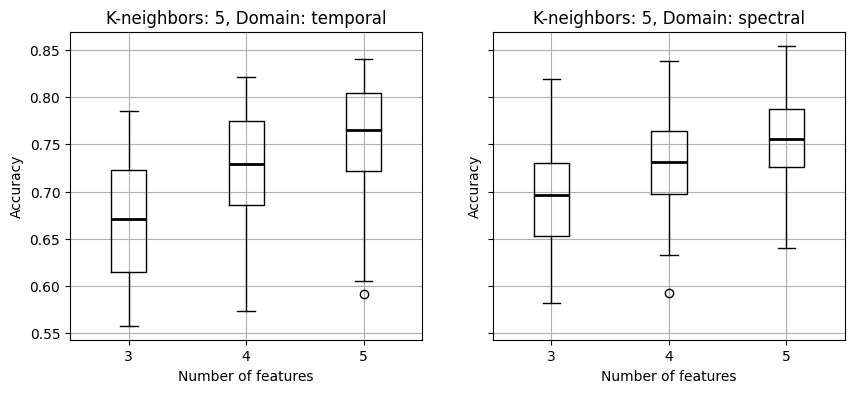 K-neighbors: 5, Domain: temporal
Accuracy
0.85
0.80
0.75
0.70
0.65
0.60
0.55
3 4 5
Number of features
K-neighbors: 5, Domain: spectral
Accuracy
3 4 5
Number of features